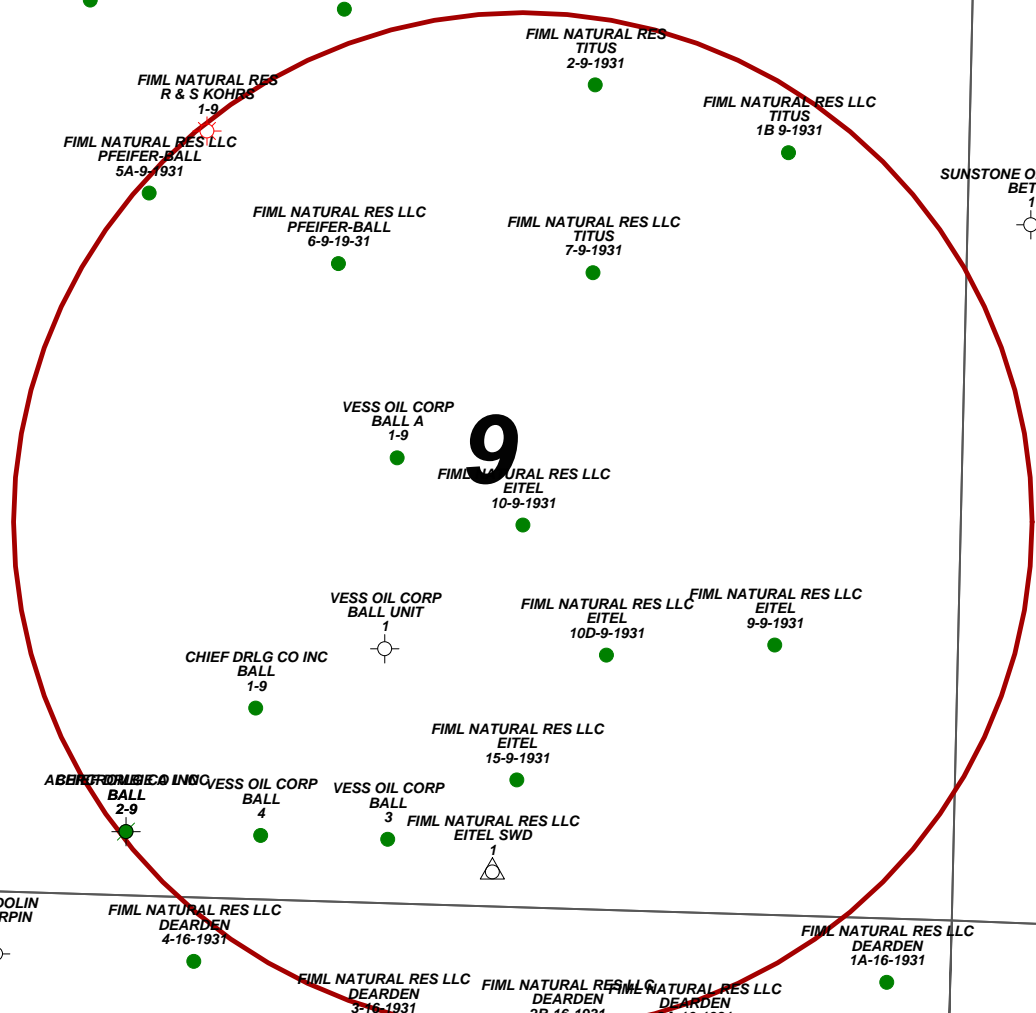 FIML NATURAL RES
TITUS
2-9-1931
FIML NATURAL RES
R & S KOHRS
1-9
FIML NATURAL RES LLC
TITUS
1B 9-1931
FIML NATURAL RES LLC
PFEIFER-BALL
5A-9-1931
SUNSTONE O
BET
1
FIML NATURAL RES LLC
PFEIFER-BALL
6-9-19-31
FIML NATURAL RES LLC
TITUS
7-9-1931
VESS OIL CORP
BALL A
1-9
9
FIML NATURAL RES LLC
EITEL
10-9-1931
VESS OIL CORP
BALL UNIT
1
FIML NATURAL RES LLC
EITEL
10D-9-1931
FIML NATURAL RES LLC
EITEL
9-9-1931
CHIEF DRLG CO INC
BALL
1-9
FIML NATURAL RES LLC
EITEL
15-9-1931
BALL
2-9
VESS OIL CORP
BALL
4
VESS OIL CORP
BALL
3
FIML NATURAL RES LLC
EITEL SWD
1
DOLIN
RPIN
FIML NATURAL RES LLC
DEARDEN
4-16-1931
FIML NATURAL RES LLC
DEARDEN
1A-16-1931
FIML NATURAL RES LLC
DEARDEN
3-16-1931
FIML NATURAL RES LLC
DEARDEN
FIML NATURAL RES LLC
DEARDEN